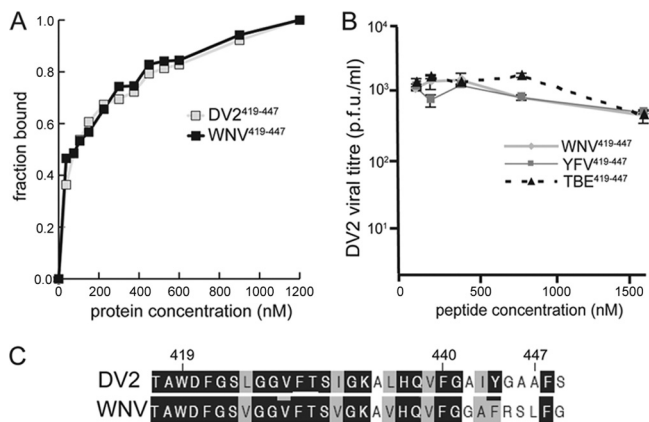 A
fraction bound
1.0
0.8
0.6
0.4
0.2
0.0
DV2⁴¹⁹⁻⁴⁴⁷
WNV⁴¹⁹⁻⁴⁴⁷
0 200 400 600 800 1000 1200
protein concentration (nM)
B
DV2 viral titre (p.f.u./ml)
10⁴
10³
10²
10¹
WNV⁴¹⁹⁻⁴⁴⁷
YFV⁴¹⁹⁻⁴⁴⁷
TBE⁴¹⁹⁻⁴⁴⁷
0 500 1000 1500
peptide concentration (nM)
C
419 440 447
DV2 TAWDFGSLGGVFTSIGKALHQVFGAIYGAAFS
WNV TAWDFGSVGGVFTSVGKAVHQVFGGAFRSLFG